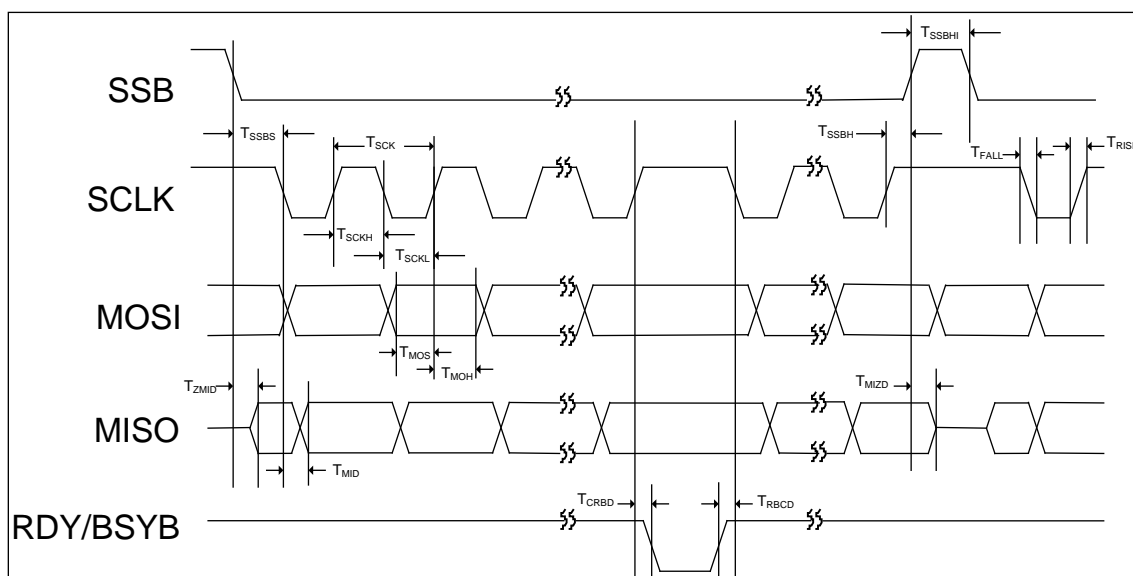 TSSBHI
SSB
TSSBS
TSCK
TSSBH
TFALL
TRISE
SCLK
TSCKH
TSCKL
MOSI
TMOS
TMOH
TZMID
TMIZD
MISO
TMID
TCRBD
TRBCD
RDY/BSYB